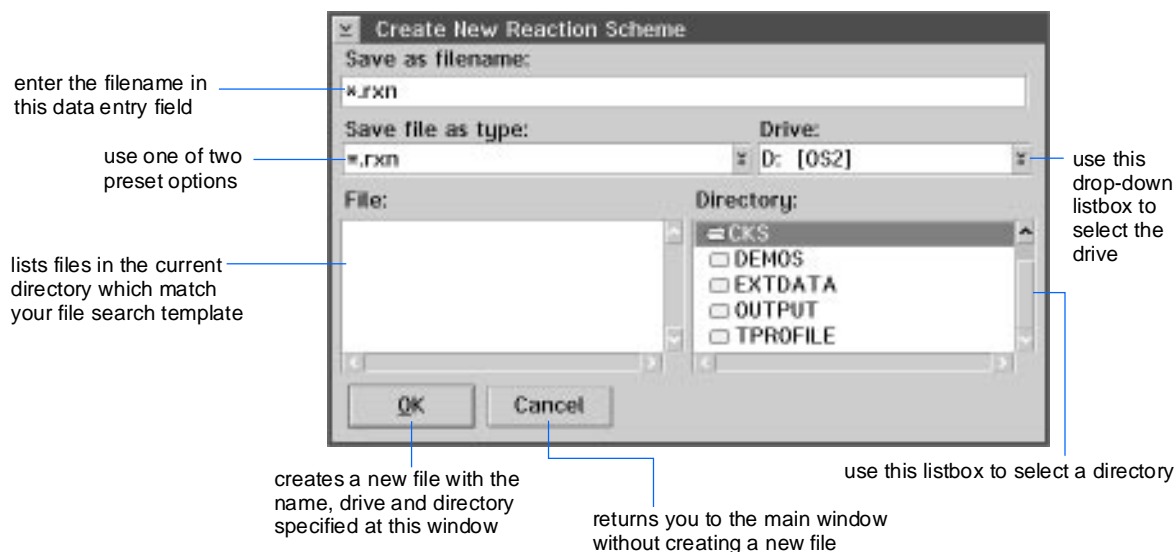 Create New Reaction Scheme
Save as filename:
enter the filename in
this data entry field
*.rxn
Save file as type:
Drive:
use one of two
preset options
*.rxn
D: [OS2]
use this
drop-down
listbox to
select the
drive
File:
Directory:
lists files in the current
directory which match
your file search template
CKS
DEMOS
EXTDATA
OUTPUT
TPROFILE
OK
Cancel
use this listbox to select a directory
creates a new file with the
name, drive and directory
specified at this window
returns you to the main window
without creating a new file